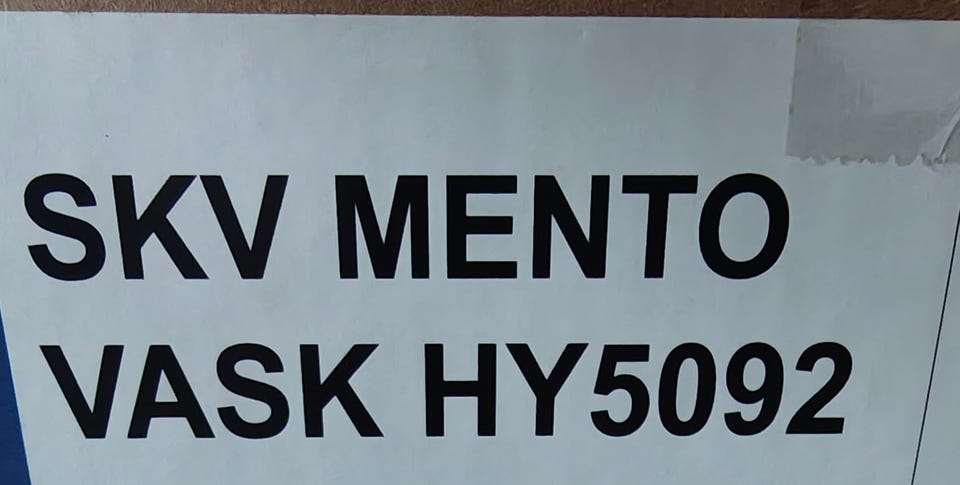 SKV MENTO
VASK HY5092